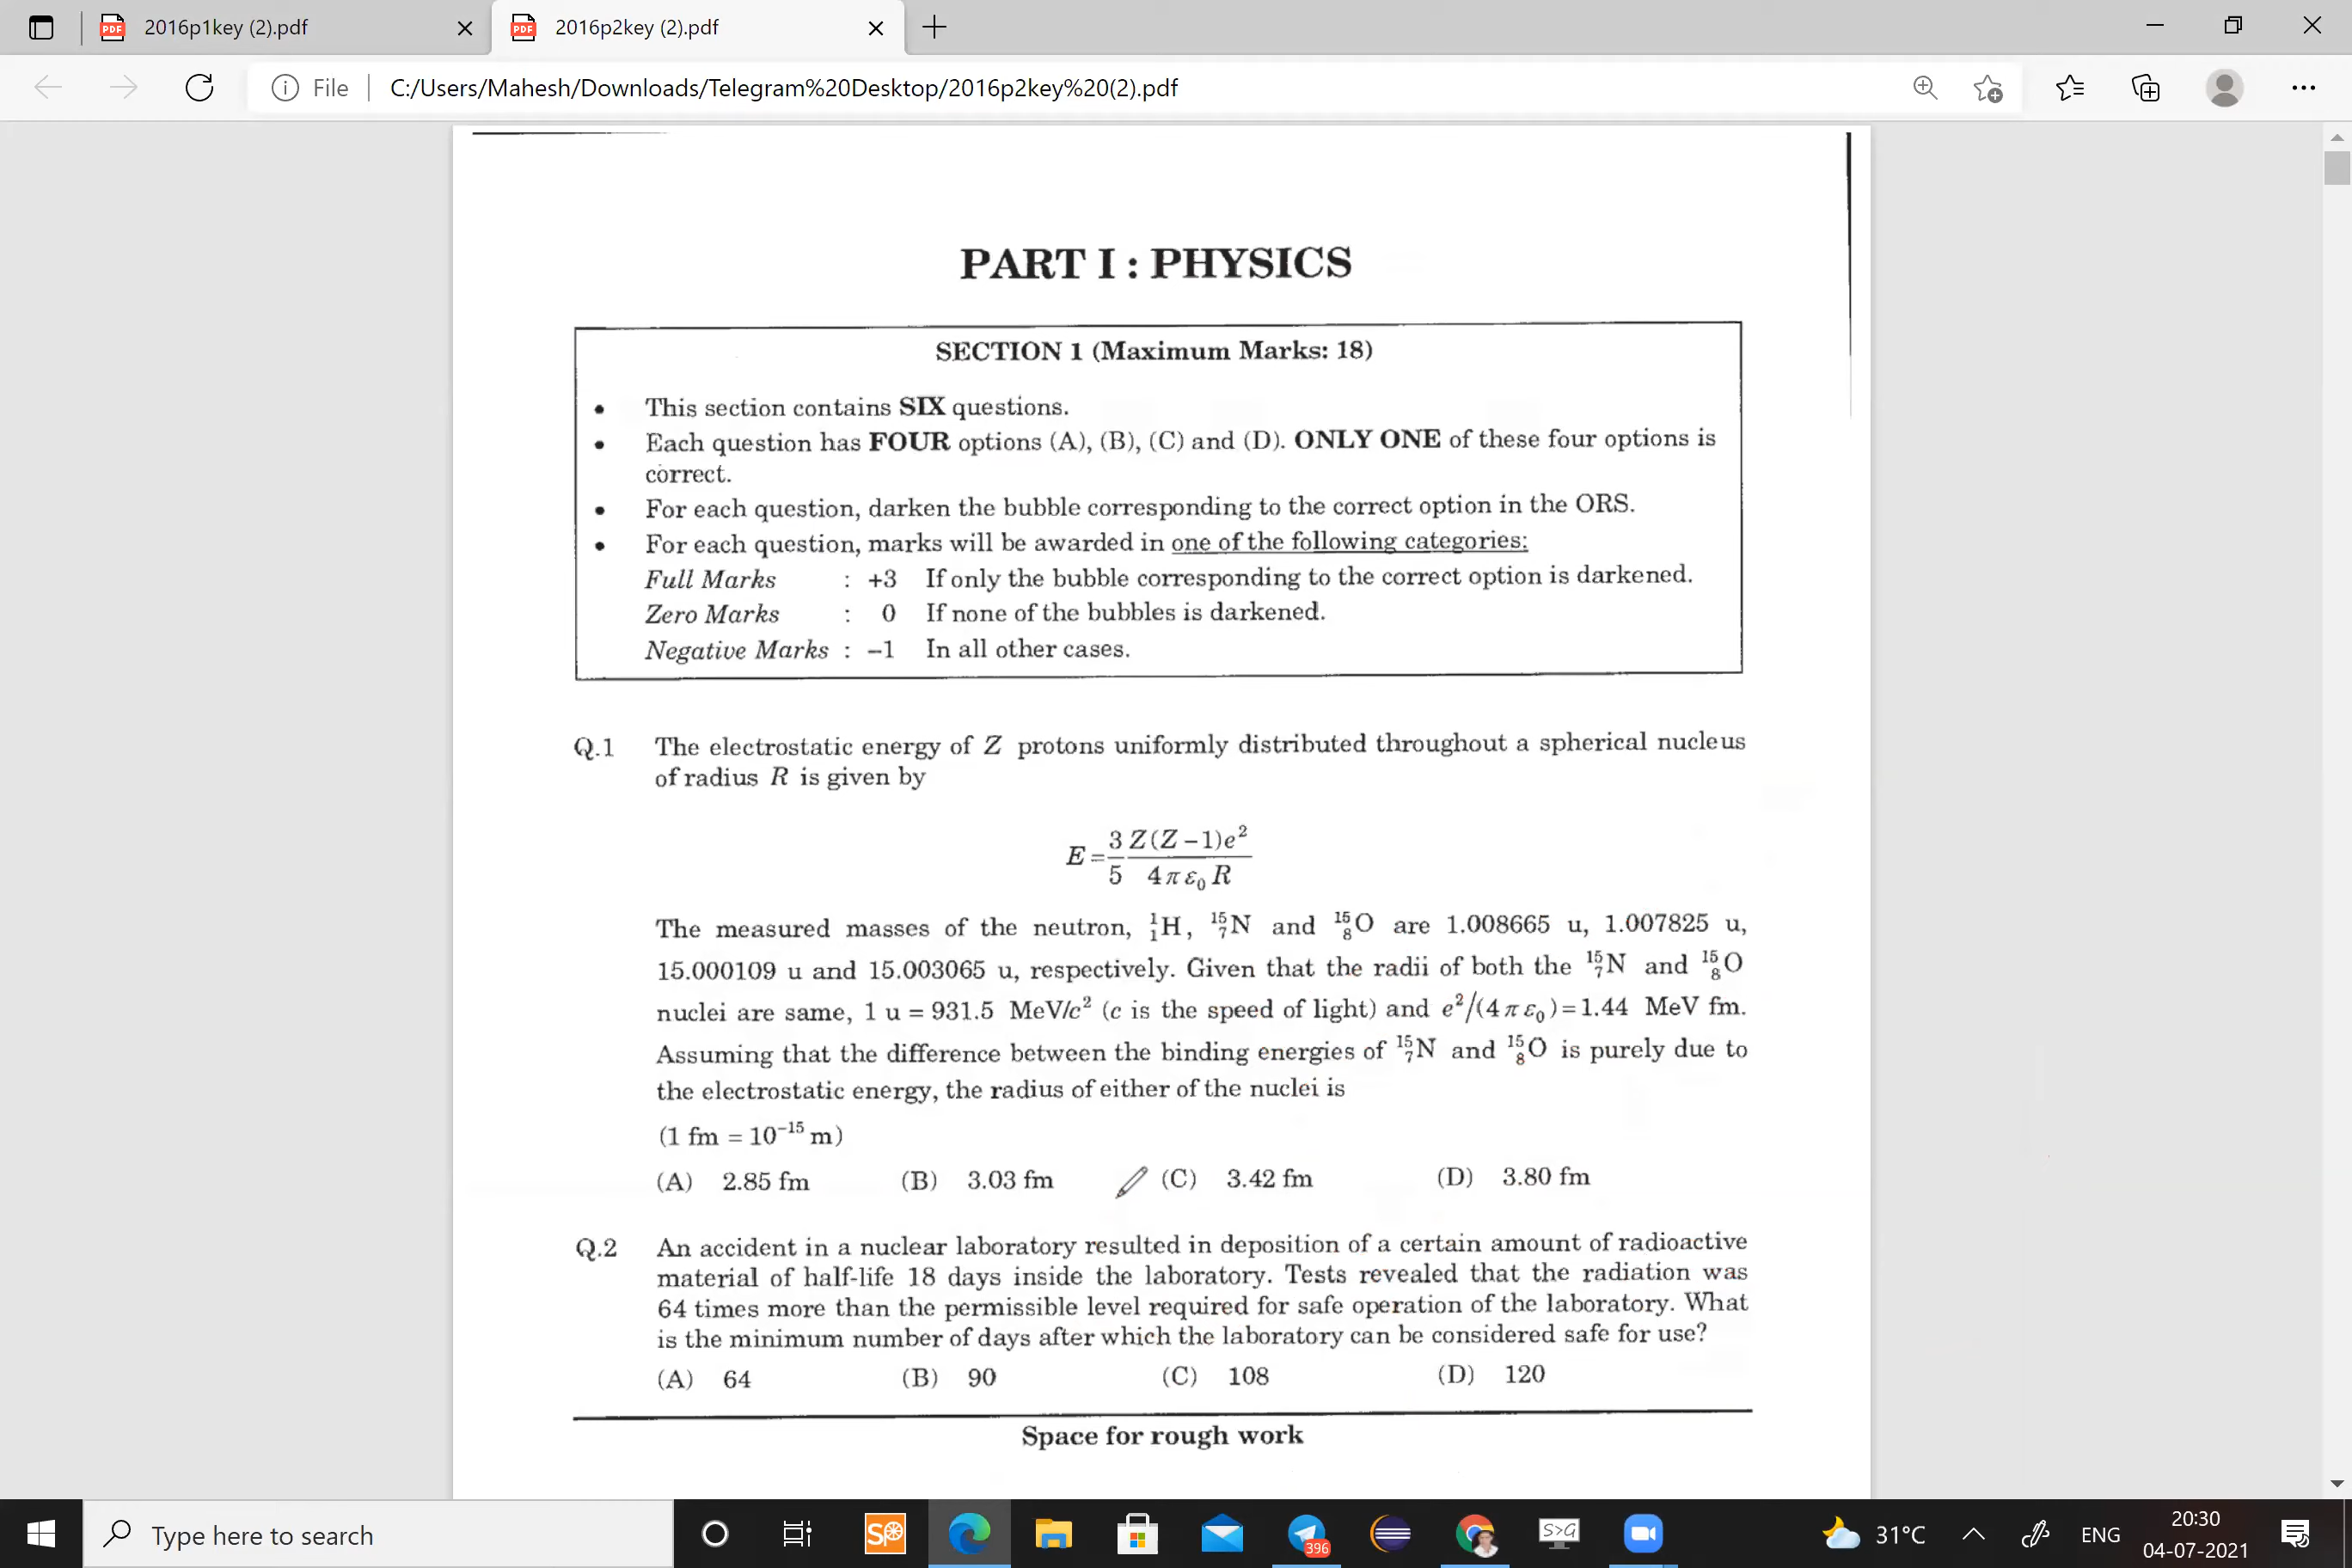 2016p1key (2).pdf
2016p2key (2).pdf
File
C:/Users/Mahesh/Downloads/Telegram%20Desktop/2016p2key%20(2).pdf
PART I : PHYSICS
SECTION 1 (Maximum Marks: 18)
• This section contains SIX questions.
• Each question has FOUR options (A), (B), (C) and (D). ONLY ONE of these four options is
correct.
• For each question, darken the bubble corresponding to the correct option in the ORS.
• For each question, marks will be awarded in one of the following categories:
Full Marks : +3 If only the bubble corresponding to the correct option is darkened.
Zero Marks : 0 If none of the bubbles is darkened.
Negative Marks : –1 In all other cases.
Q.1 The electrostatic energy of Z protons uniformly distributed throughout a spherical nucleus
of radius R is given by
E = 3/5 Z(Z – 1)e²/4πε₀R
The measured masses of the neutron, ¹₁H, ¹⁵₇N and ¹⁵₈O are 1.008665 u, 1.007825 u,
15.000109 u and 15.003065 u, respectively. Given that the radii of both the ¹⁵₇N and ¹⁵₈O
nuclei are same, 1 u = 931.5 MeV/c² (c is the speed of light) and e²/(4πε₀) = 1.44 MeV fm.
Assuming that the difference between the binding energies of ¹⁵₇N and ¹⁵₈O is purely due to
the electrostatic energy, the radius of either of the nuclei is
(1 fm = 10⁻¹⁵ m)
(A) 2.85 fm (B) 3.03 fm (C) 3.42 fm (D) 3.80 fm
Q.2 An accident in a nuclear laboratory resulted in deposition of a certain amount of radioactive
material of half-life 18 days inside the laboratory. Tests revealed that the radiation was
64 times more than the permissible level required for safe operation of the laboratory. What
is the minimum number of days after which the laboratory can be considered safe for use?
(A) 64 (B) 90 (C) 108 (D) 120
Space for rough work
Type here to search
396
S>G
31°C
ENG
20:30
04-07-2021